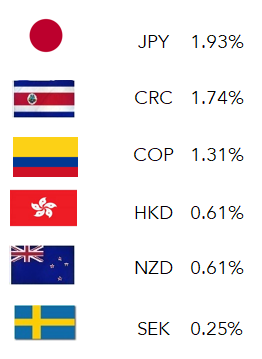 JPY 1.93%
CRC 1.74%
COP 1.31%
HKD 0.61%
NZD 0.61%
SEK 0.25%